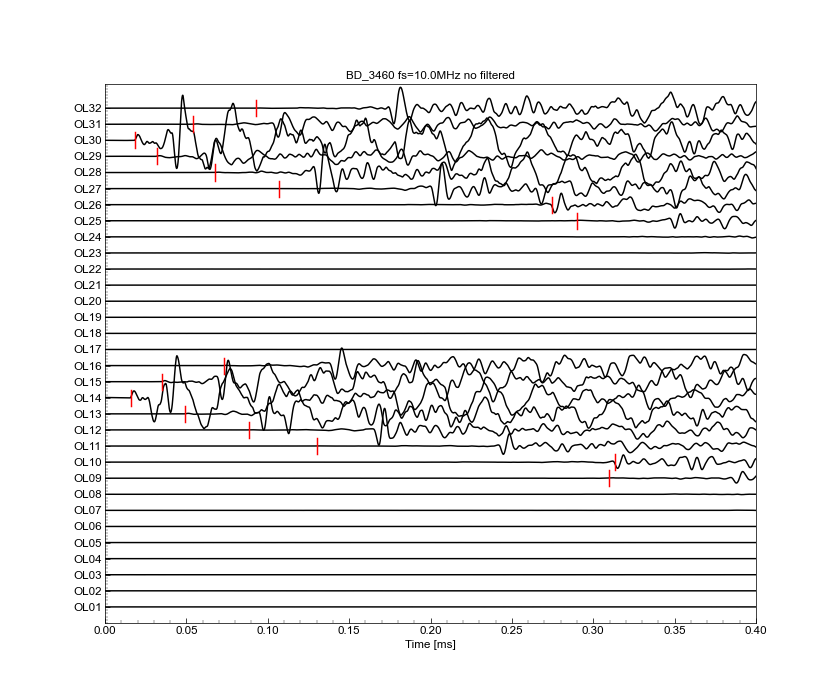 BD_3460 fs=10.0MHz no filtered
OL32
OL31
OL30
OL29
OL28
OL27
OL26
OL25
OL24
OL23
OL22
OL21
OL20
OL19
OL18
OL17
OL16
OL15
OL14
OL13
OL12
OL11
OL10
OL09
OL08
OL07
OL06
OL05
OL04
OL03
OL02
OL01
0.00 0.05 0.10 0.15 0.20 0.25 0.30 0.35 0.40
Time [ms]